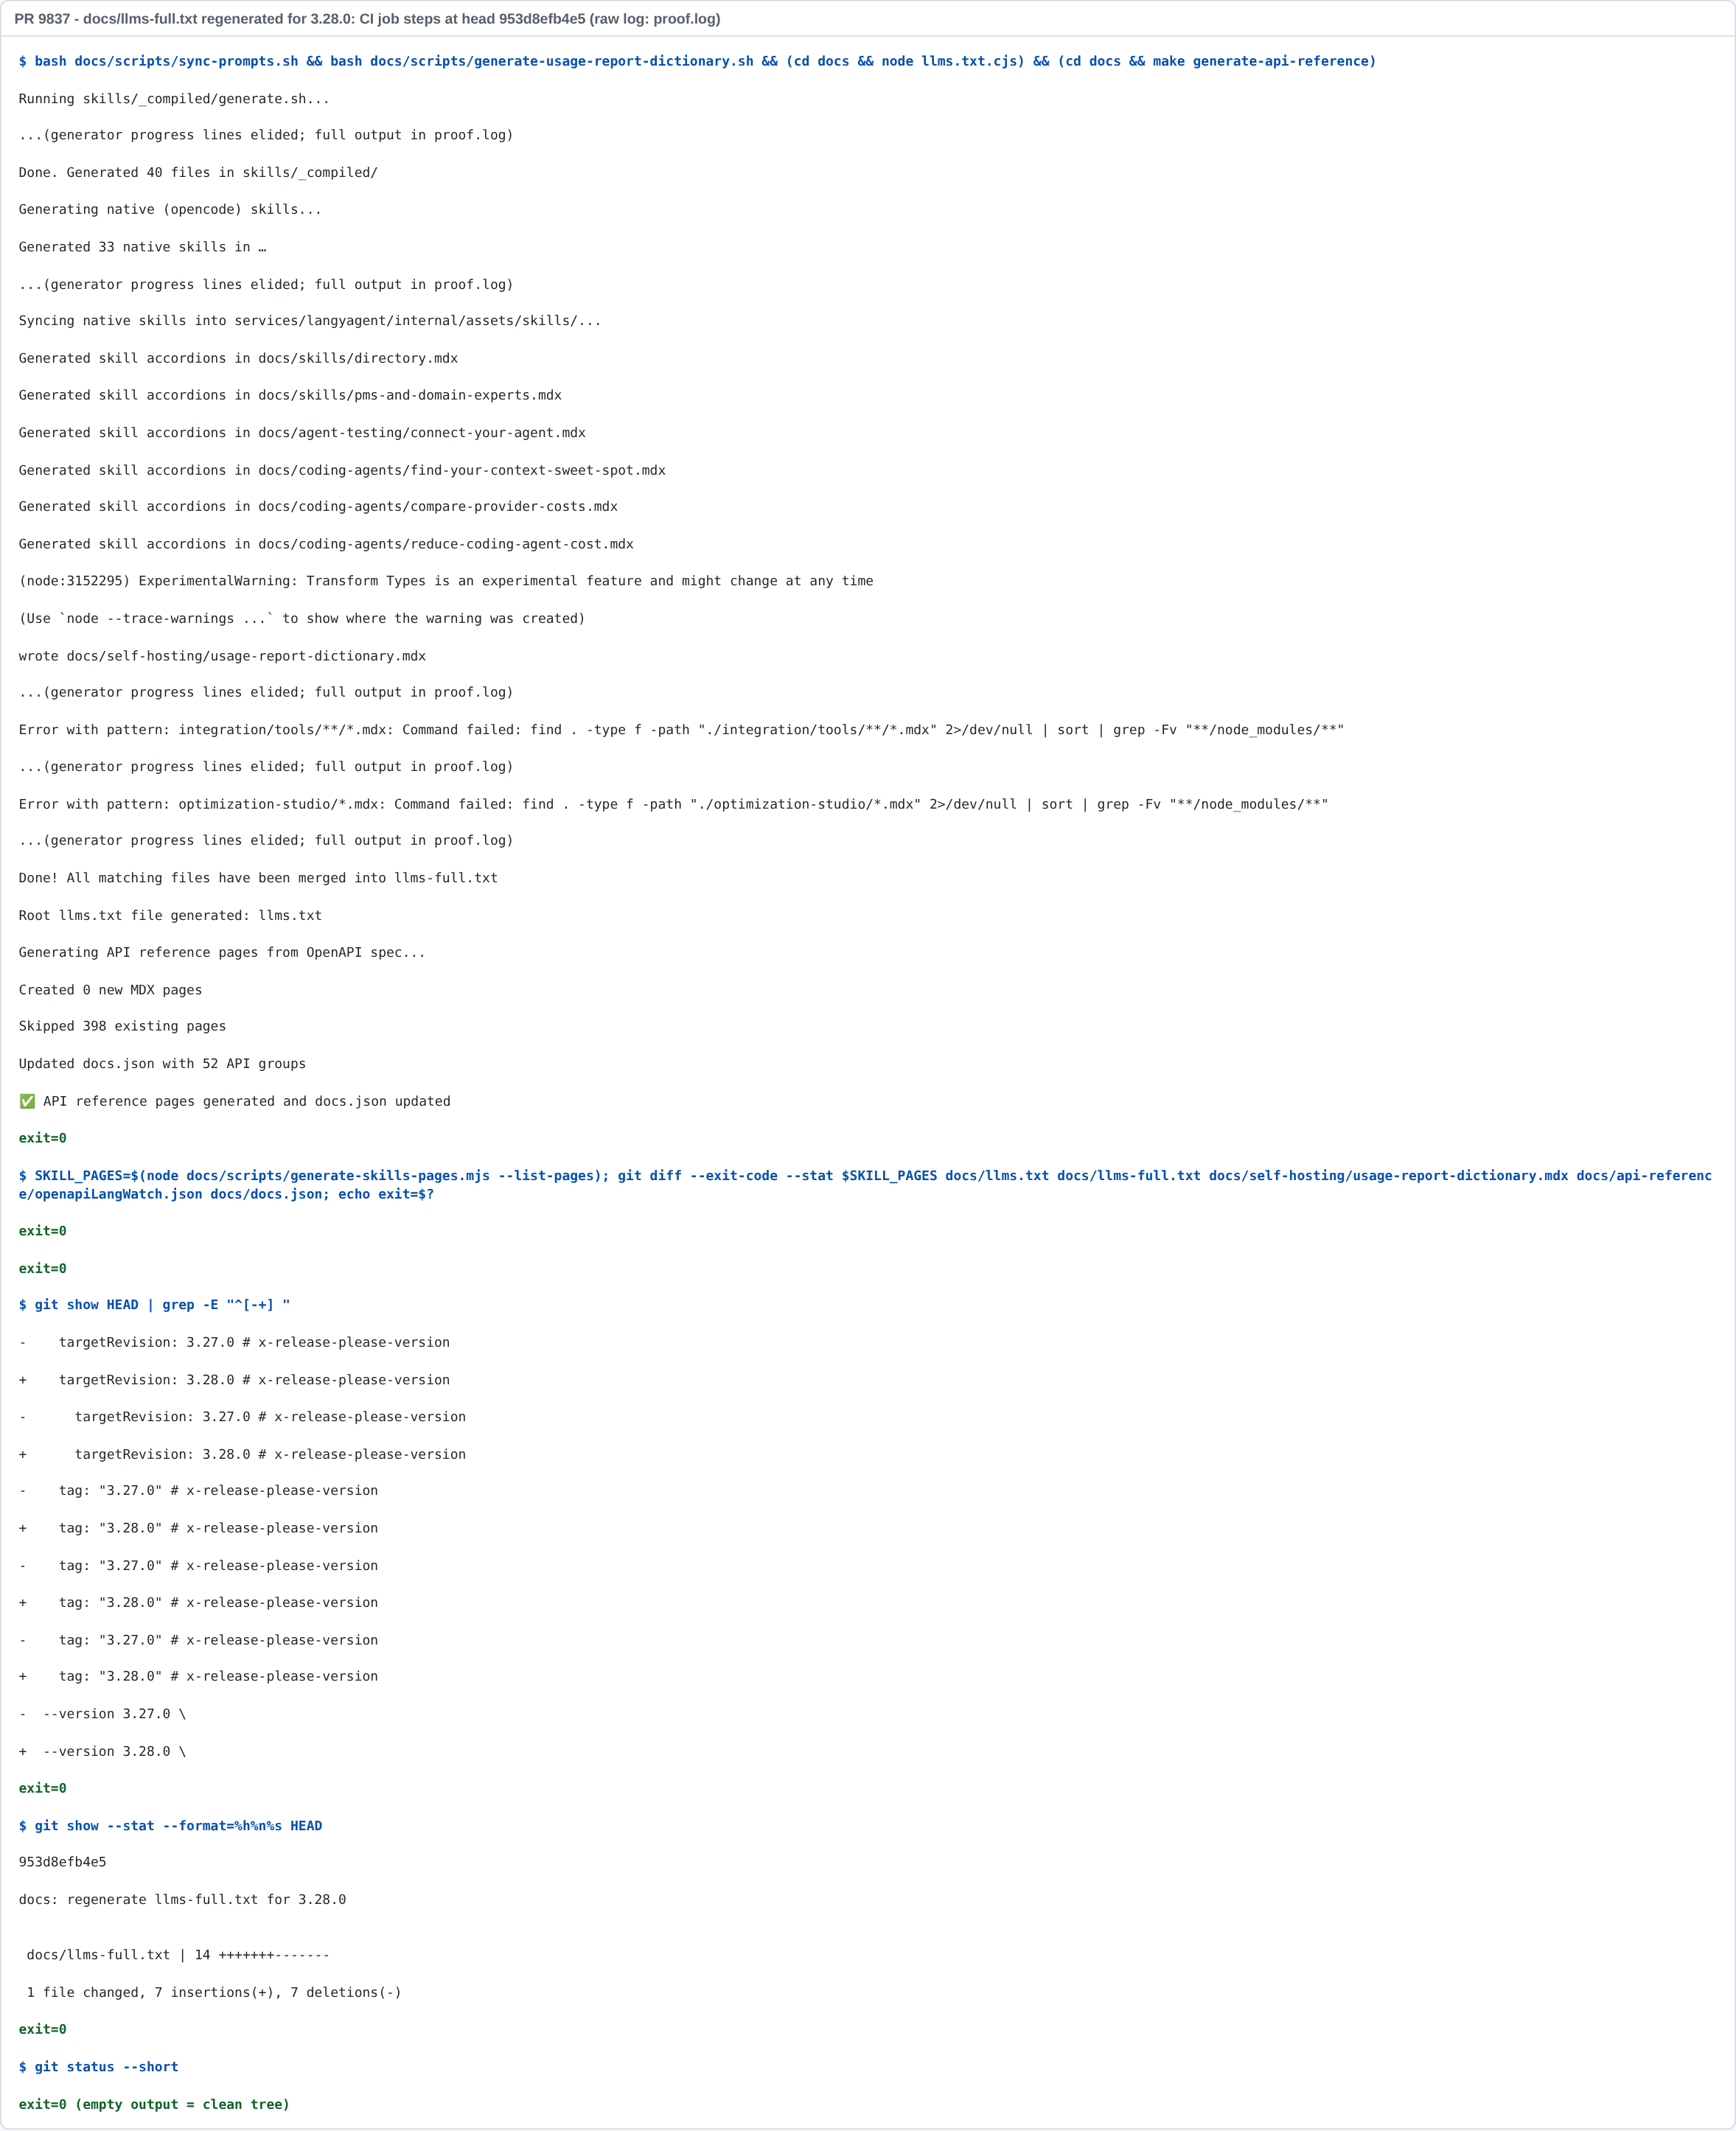 PR 9837 - docs/llms-full.txt regenerated for 3.28.0: CI job steps at head 953d8efb4e5 (raw log: proof.log)
$ bash docs/scripts/sync-prompts.sh && bash docs/scripts/generate-usage-report-dictionary.sh && (cd docs && node llms.txt.cjs) && (cd docs && make generate-api-reference)
Running skills/_compiled/generate.sh...
...(generator progress lines elided; full output in proof.log)
Done. Generated 40 files in skills/_compiled/
Generating native (opencode) skills...
Generated 33 native skills in …
...(generator progress lines elided; full output in proof.log)
Syncing native skills into services/langyagent/internal/assets/skills/...
Generated skill accordions in docs/skills/directory.mdx
Generated skill accordions in docs/skills/pms-and-domain-experts.mdx
Generated skill accordions in docs/agent-testing/connect-your-agent.mdx
Generated skill accordions in docs/coding-agents/find-your-context-sweet-spot.mdx
Generated skill accordions in docs/coding-agents/compare-provider-costs.mdx
Generated skill accordions in docs/coding-agents/reduce-coding-agent-cost.mdx
(node:3152295) ExperimentalWarning: Transform Types is an experimental feature and might change at any time
(Use `node --trace-warnings ...` to show where the warning was created)
wrote docs/self-hosting/usage-report-dictionary.mdx
...(generator progress lines elided; full output in proof.log)
Error with pattern: integration/tools/**/*.mdx: Command failed: find . -type f -path "./integration/tools/**/*.mdx" 2>/dev/null | sort | grep -Fv "**/node_modules/**"
...(generator progress lines elided; full output in proof.log)
Error with pattern: optimization-studio/*.mdx: Command failed: find . -type f -path "./optimization-studio/*.mdx" 2>/dev/null | sort | grep -Fv "**/node_modules/**"
...(generator progress lines elided; full output in proof.log)
Done! All matching files have been merged into llms-full.txt
Root llms.txt file generated: llms.txt
Generating API reference pages from OpenAPI spec...
Created 0 new MDX pages
Skipped 398 existing pages
Updated docs.json with 52 API groups
✅ API reference pages generated and docs.json updated
exit=0
$ SKILL_PAGES=$(node docs/scripts/generate-skills-pages.mjs --list-pages); git diff --exit-code --stat $SKILL_PAGES docs/llms.txt docs/llms-full.txt docs/self-hosting/usage-report-dictionary.mdx docs/api-referenc
e/openapiLangWatch.json docs/docs.json; echo exit=$?
exit=0
exit=0
$ git show HEAD | grep -E "^[-+] "
-    targetRevision: 3.27.0 # x-release-please-version
+    targetRevision: 3.28.0 # x-release-please-version
-      targetRevision: 3.27.0 # x-release-please-version
+      targetRevision: 3.28.0 # x-release-please-version
-    tag: "3.27.0" # x-release-please-version
+    tag: "3.28.0" # x-release-please-version
-    tag: "3.27.0" # x-release-please-version
+    tag: "3.28.0" # x-release-please-version
-    tag: "3.27.0" # x-release-please-version
+    tag: "3.28.0" # x-release-please-version
-  --version 3.27.0 \
+  --version 3.28.0 \
exit=0
$ git show --stat --format=%h%n%s HEAD
953d8efb4e5
docs: regenerate llms-full.txt for 3.28.0
 docs/llms-full.txt | 14 +++++++-------
 1 file changed, 7 insertions(+), 7 deletions(-)
exit=0
$ git status --short
exit=0 (empty output = clean tree)